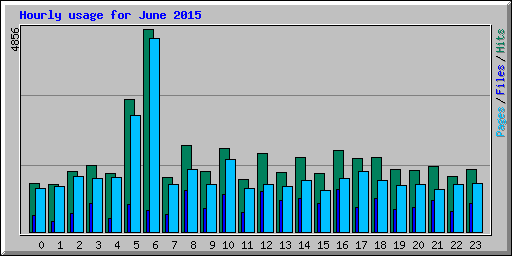 Hourly usage for June 2015
4856
Pages / Files / Hits
0 1 2 3 4 5 6 7 8 9 10 11 12 13 14 15 16 17 18 19 20 21 22 23